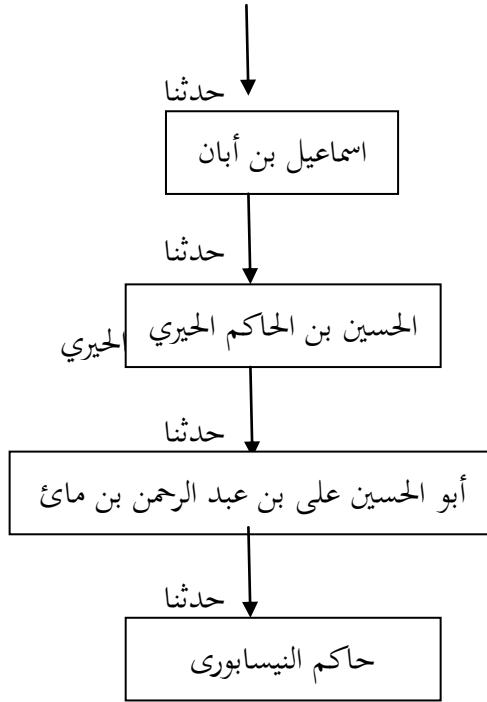 حدثنا
اسماعيل بن أبان
حدثنا
الحسين بن الحاكم الحيري
الحيري
حدثنا
أبو الحسين على بن عبد الرحمن بن مائ
حدثنا
حاكم النيسابورى